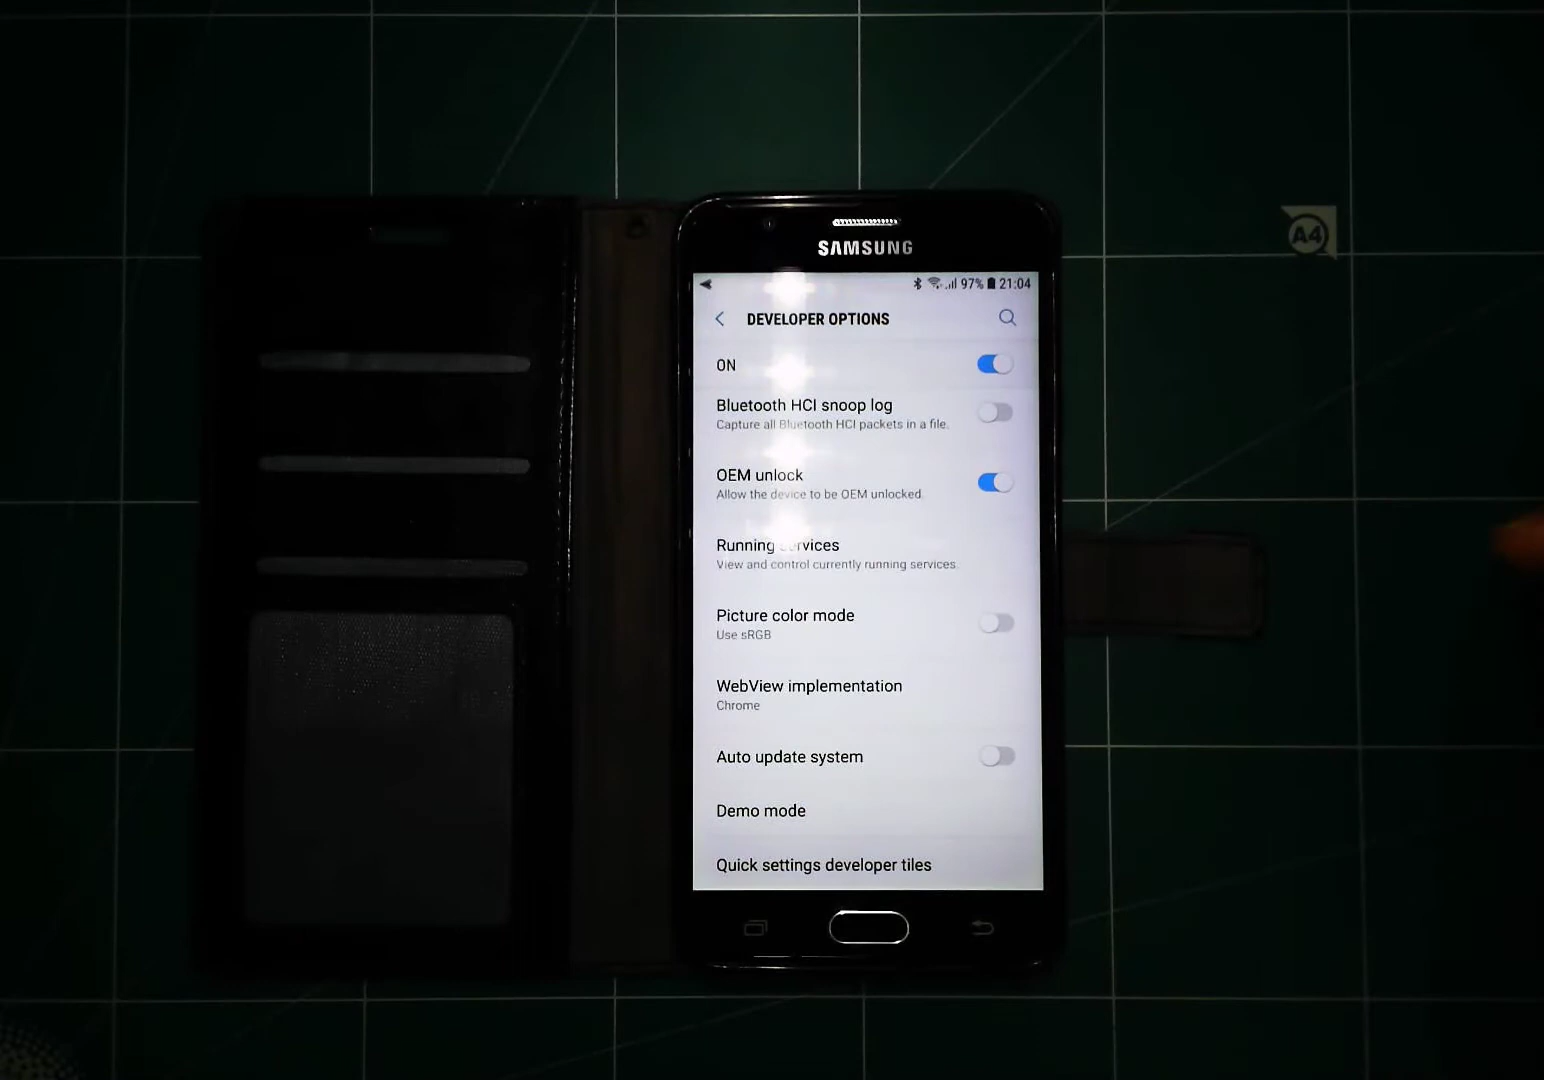 A4
SAMSUNG
97% 21:04
DEVELOPER OPTIONS
ON
Bluetooth HCI snoop log
Capture all Bluetooth HCI packets in a file.
OEM unlock
Allow the device to be OEM unlocked.
Running services
View and control currently running services.
Picture color mode
Use sRGB
WebView implementation
Chrome
Auto update system
Demo mode
Quick settings developer tiles